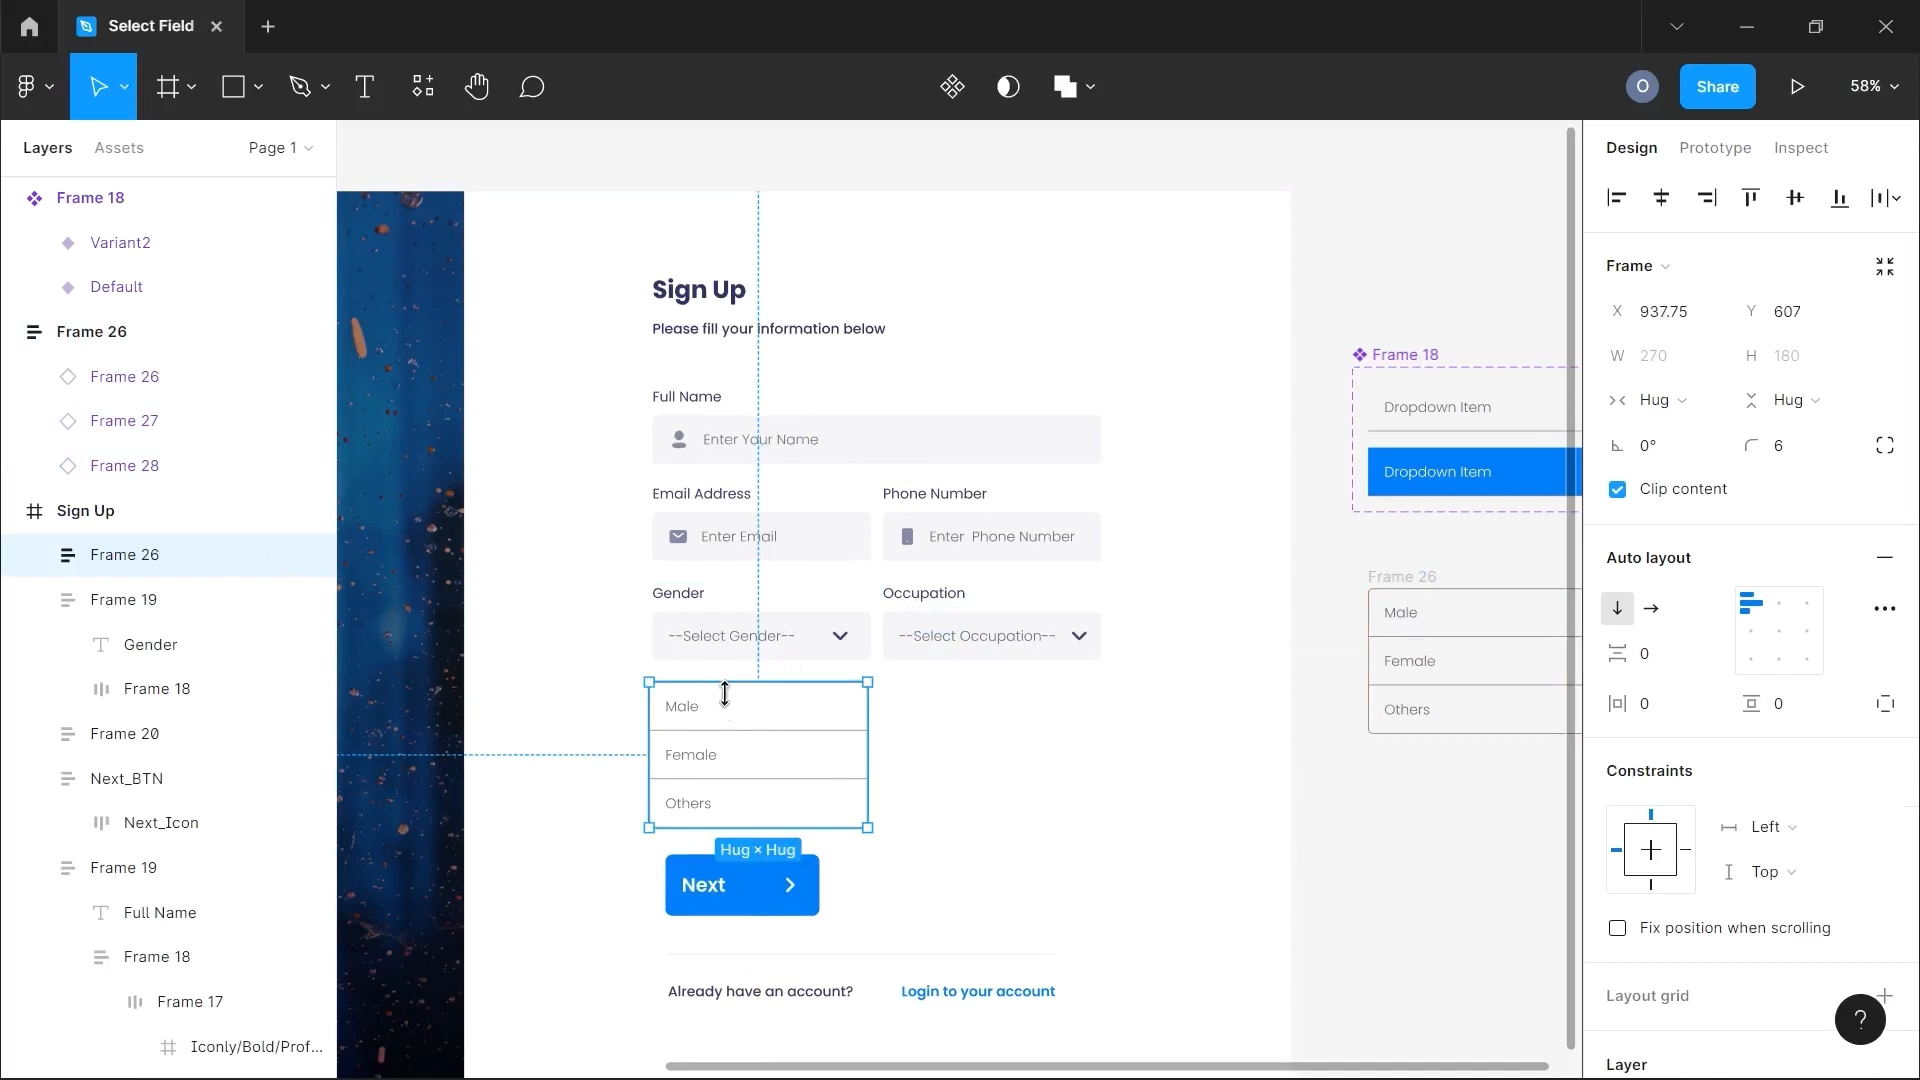 Select Field
O
Share
58%
Layers
Assets
Page 1
Frame 18
Variant2
Default
Frame 26
Frame 26
Frame 27
Frame 28
Sign Up
Frame 26
Frame 19
Gender
Frame 18
Frame 20
Next_BTN
Next_Icon
Frame 19
Full Name
Frame 18
Frame 17
Iconly/Bold/Prof...
Sign Up
Please fill your information below
Full Name
Enter Your Name
Email Address
Phone Number
Enter Email
Enter Phone Number
Gender
Occupation
--Select Gender--
--Select Occupation--
Male
Female
Others
Hug × Hug
Next
Already have an account?
Login to your account
Frame 18
Dropdown Item
Dropdown Item
Frame 26
Male
Female
Others
Design
Prototype
Inspect
Frame
X 937.75
Y 607
W 270
H 180
Hug
Hug
0°
6
Clip content
Auto layout
0
0
0
Constraints
Left
Top
Fix position when scrolling
Layout grid
?
Layer